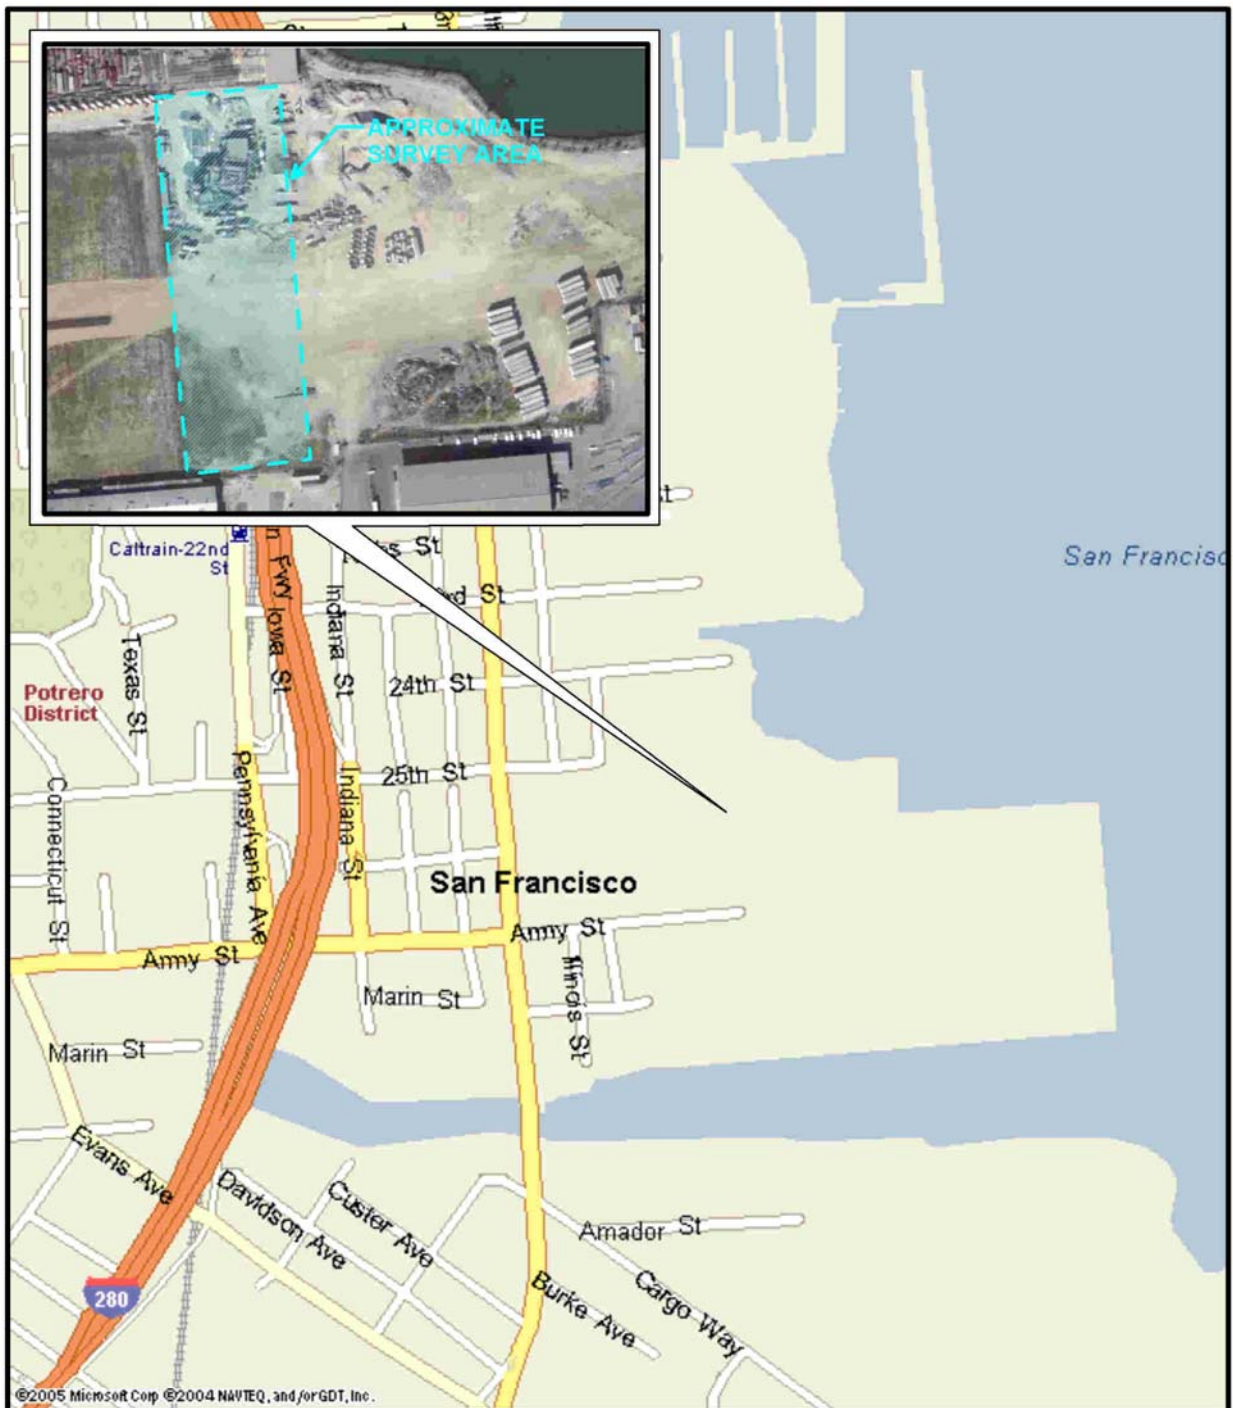 APPROXIMATE
SURVEY AREA
St
Caltrain-22nd
St
San Francisc
Fwy
Iowa St
Indiana St
St
St
Texas St
24th St
Potrero
District
25th St
Pennsylvania Ave
Indiana St
Connecticut St
San Francisco
Army St
Army St
Illinois St
Marin St
Marin St
Evans Ave
Davidson Ave
Custer Ave
Amador St
Cargo Way
Burke Ave
280
©2005 Microsoft Corp ©2004 NAVTEQ, and/or GDT, Inc.